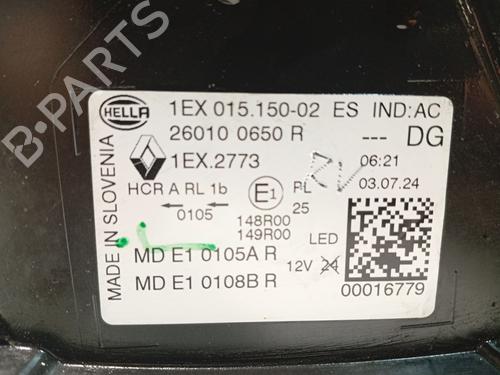 HELLA 1EX 015.150-02 ES IND:AC
26010 0650 R --- DG
1EX.2773 06:21
HCR A RL 1b E1 PL 03.07.24
0105 25
148R00
149R00 LED
MD E1 0105A R 12V 24
MD E1 0108B R 00016779
MADE IN SLOVENIA
B-Parts